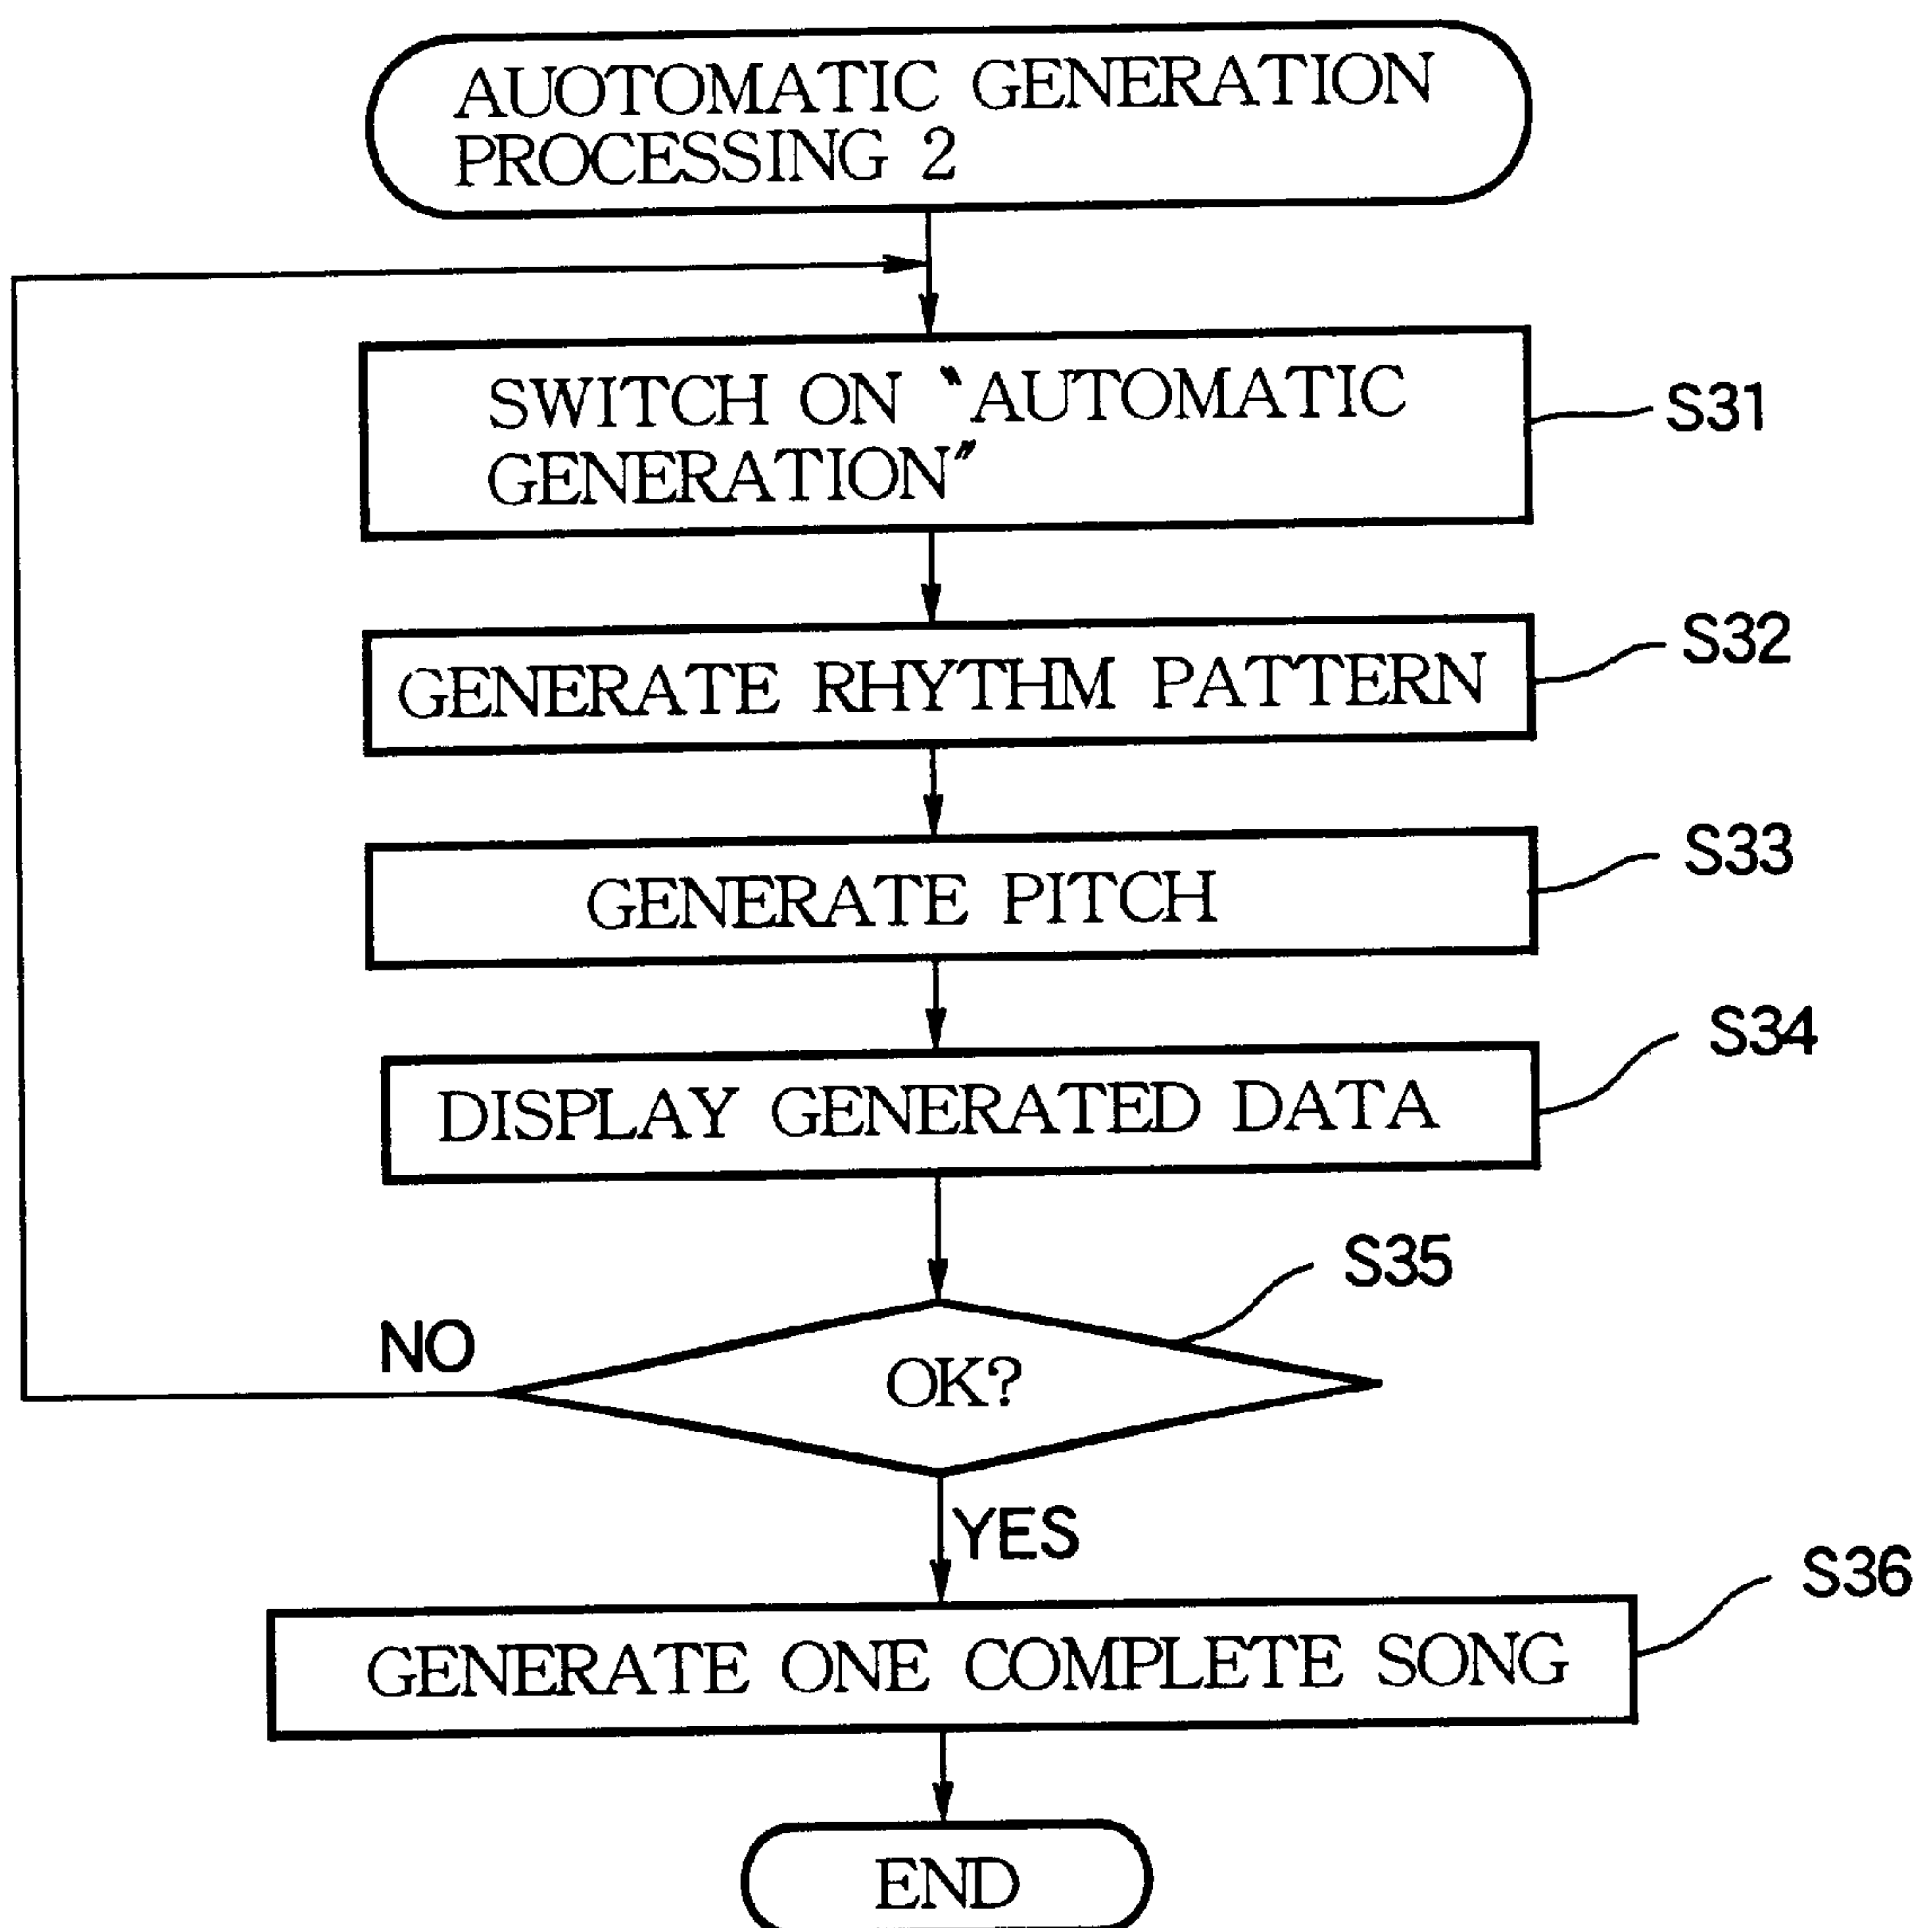 AUOTOMATIC GENERATION
PROCESSING 2
SWITCH ON "AUTOMATIC
GENERATION"
S31
GENERATE RHYTHM PATTERN
S32
GENERATE PITCH
S33
DISPLAY GENERATED DATA
S34
S35
NO
OK?
YES
S36
GENERATE ONE COMPLETE SONG
END